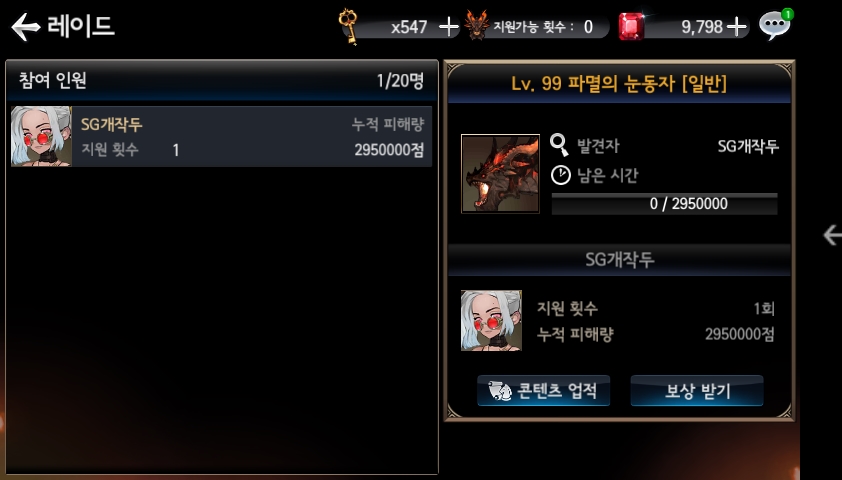 레이드
x547
지원가능 횟수 : 0
9,798
1
참여 인원 1/20명
SG개작두 누적 피해량
지원 횟수 1 2950000점
Lv. 99 파멸의 눈동자 [일반]
발견자 SG개작두
남은 시간
0 / 2950000
SG개작두
지원 횟수 1회
누적 피해량 2950000점
콘텐츠 업적 보상 받기